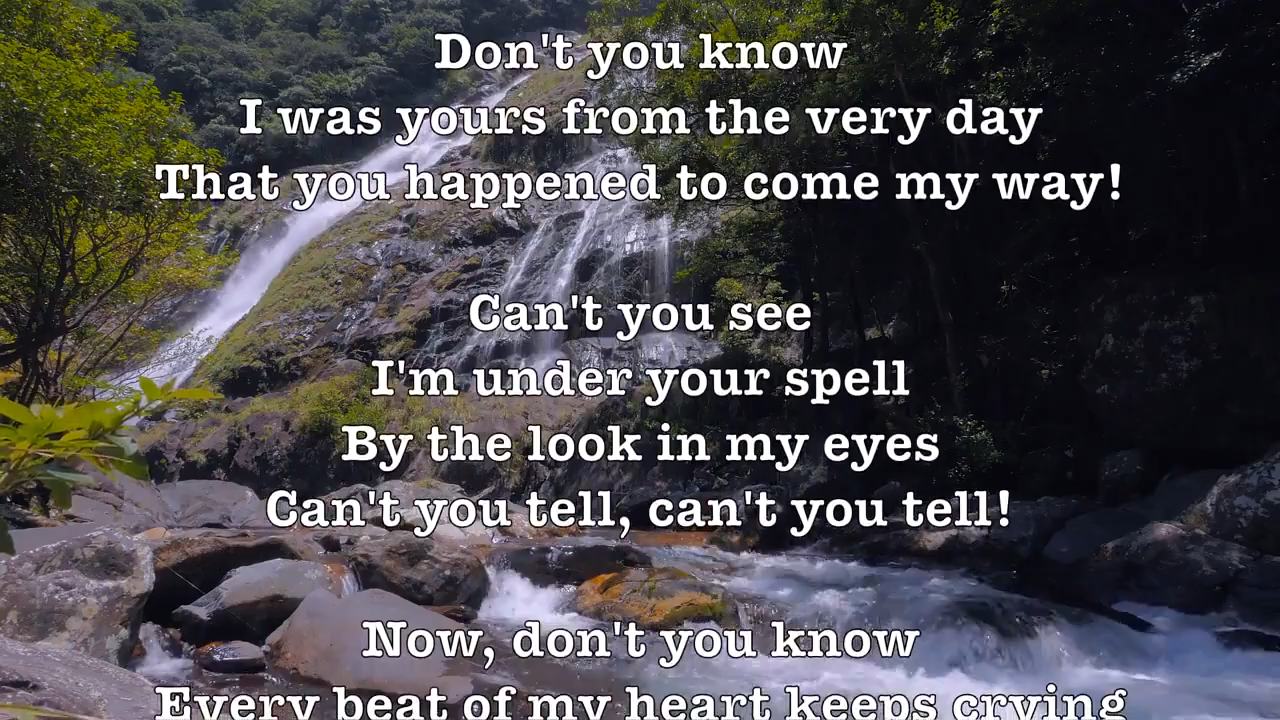 Don't you know
I was yours from the very day
That you happened to come my way!
Can't you see
I'm under your spell
By the look in my eyes
Can't you tell, can't you tell!
Now, don't you know
Every beat of my heart keeps crying